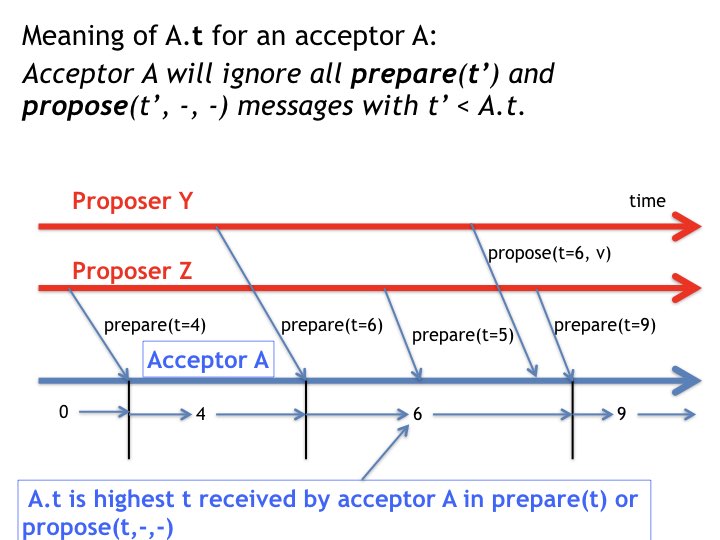 Meaning of A.t for an acceptor A:
Acceptor A will ignore all prepare(t’) and
propose(t’, -, -) messages with t’ < A.t.
Proposer Y
time
propose(t=6, v)
Proposer Z
prepare(t=4)
prepare(t=6)
prepare(t=5)
prepare(t=9)
Acceptor A
0
4
6
9
A.t is highest t received by acceptor A in prepare(t) or
propose(t,-,-)